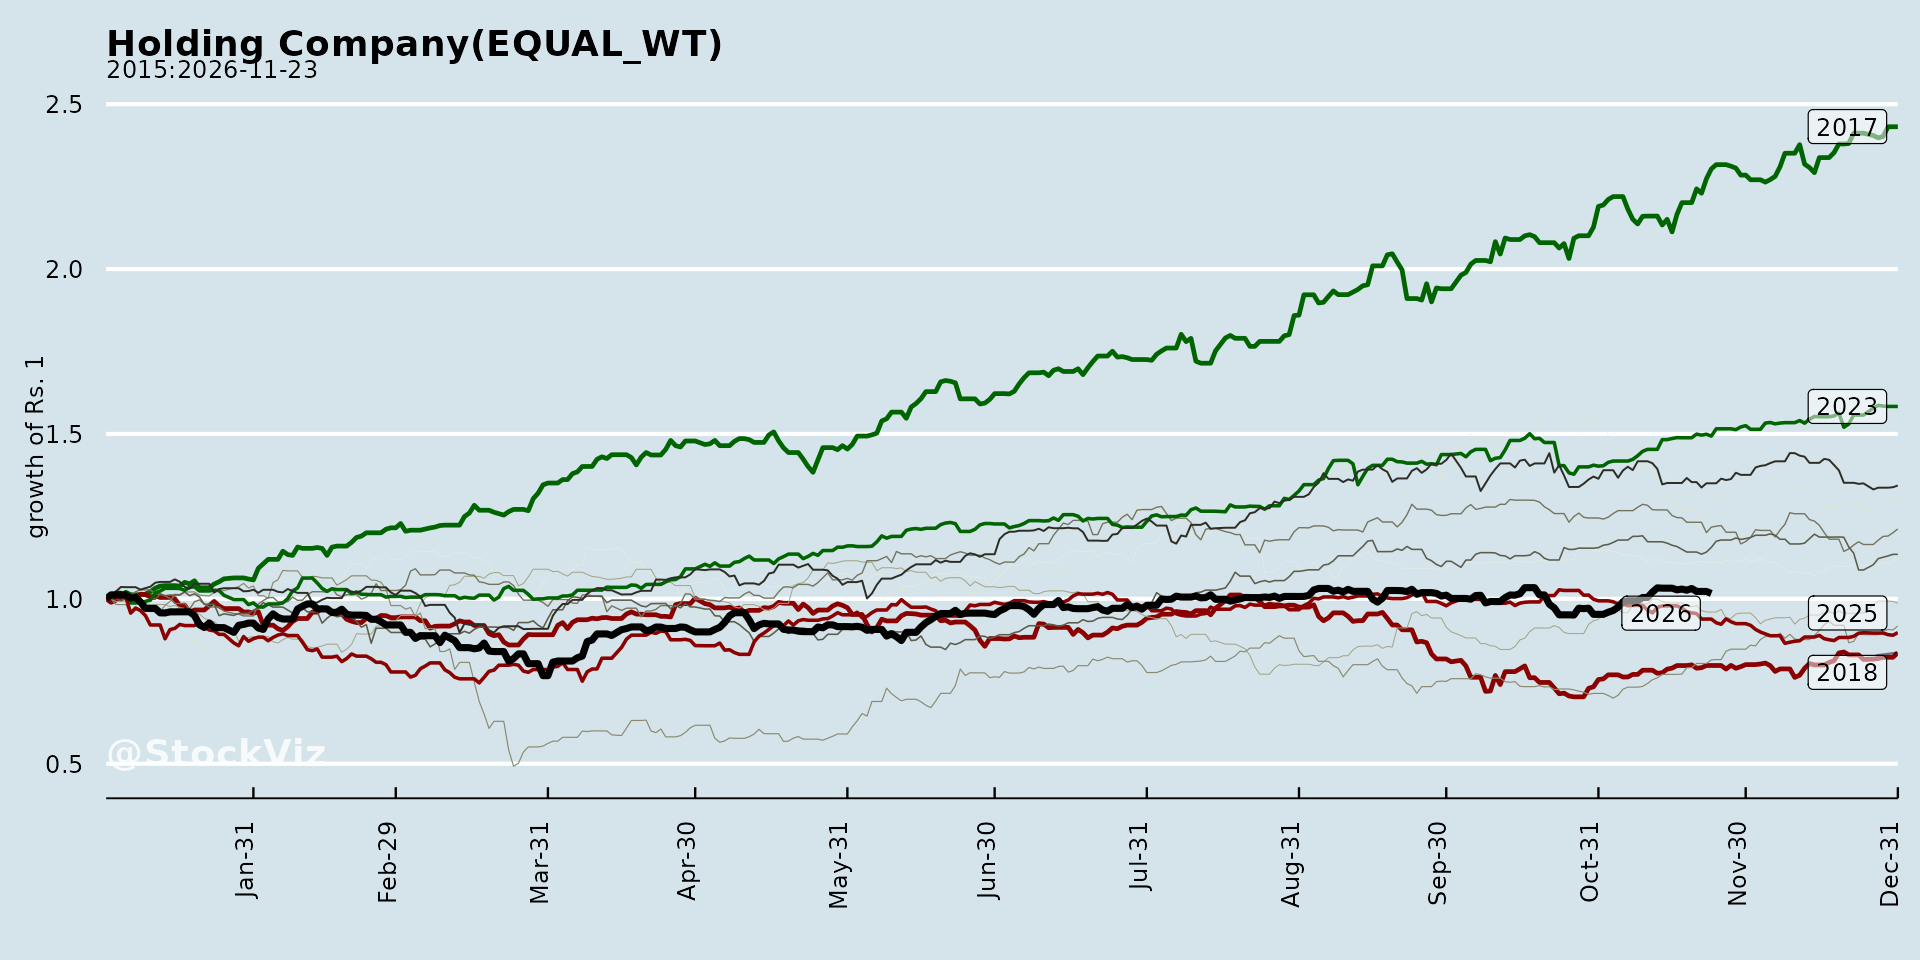 Holding Company(EQUAL_WT)
2015:2026-11-23
growth of Rs. 1
2.5
2.0
1.5
1.0
0.5
2017
2023
2026
2025
2018
@StockViz
Jan-31
Feb-29
Mar-31
Apr-30
May-31
Jun-30
Jul-31
Aug-31
Sep-30
Oct-31
Nov-30
Dec-31